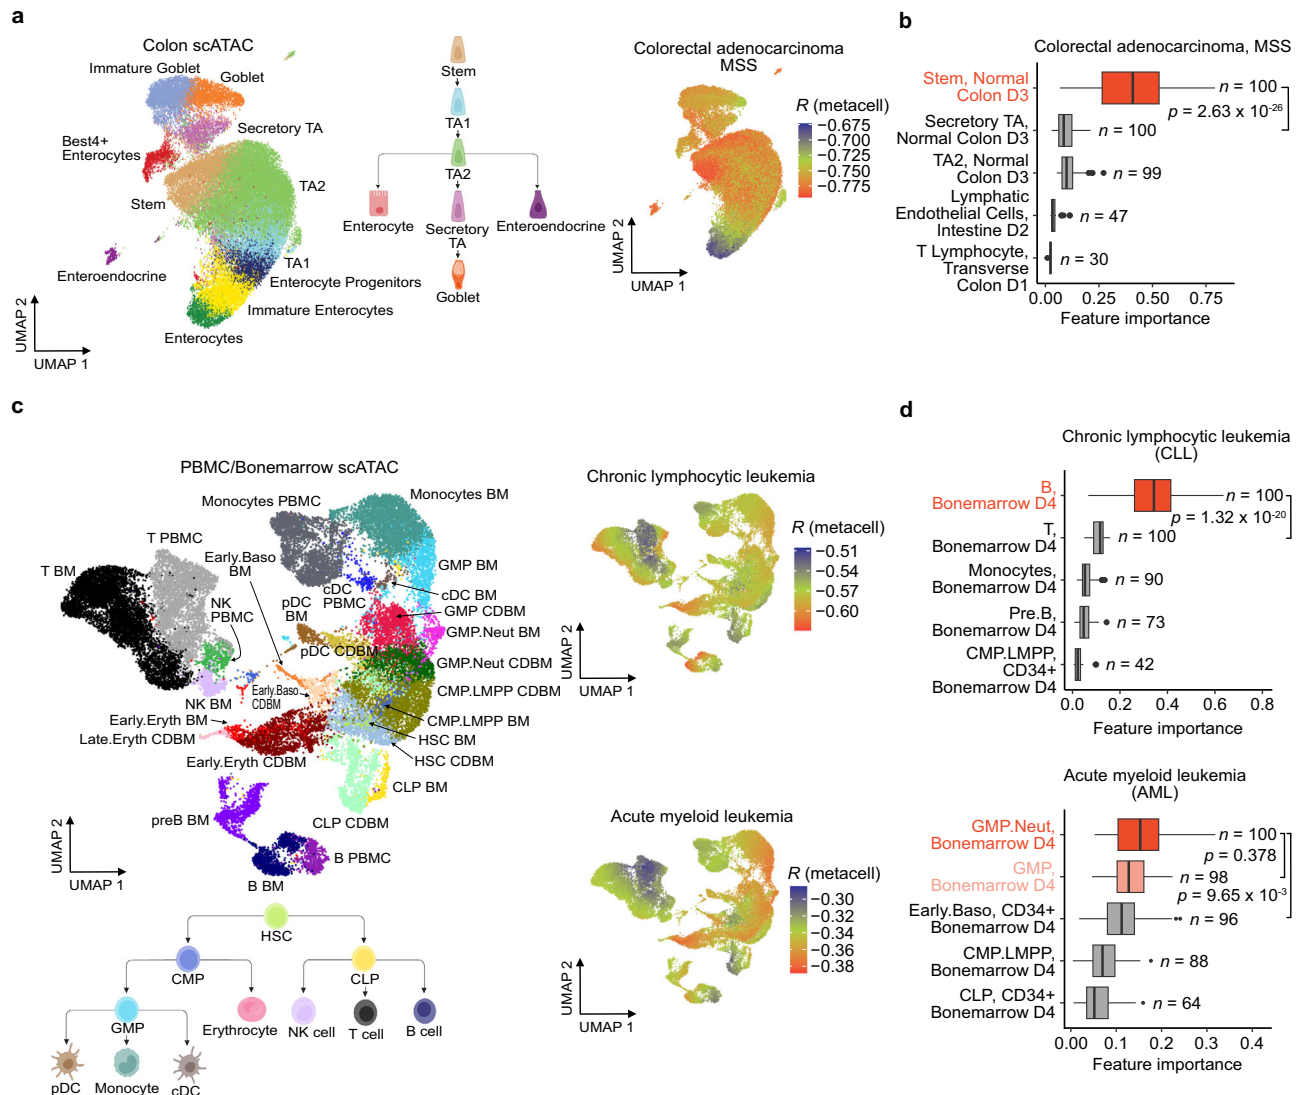 a
Colon scATAC
Immature Goblet
Goblet
Best4+
Enterocytes
Secretory TA
Stem
TA2
TA1
Enteroendocrine
Enterocyte Progenitors
Immature Enterocytes
Enterocytes
UMAP 2
UMAP 1
Stem
TA1
TA2
Enterocyte
Secretory
TA
Enteroendocrine
Goblet
Colorectal adenocarcinoma
MSS
R (metacell)
−0.675
−0.700
−0.725
−0.750
−0.775
UMAP 2
UMAP 1
b
Colorectal adenocarcinoma, MSS
Stem, Normal
Colon D3
n = 100
p = 2.63 x 10-26
Secretory TA,
Normal Colon D3
n = 100
TA2, Normal
Colon D3
n = 99
Lymphatic
Endothelial Cells,
Intestine D2
n = 47
T Lymphocyte,
Transverse
Colon D1
n = 30
0.00 0.25 0.50 0.75
Feature importance
c
PBMC/Bonemarrow scATAC
Monocytes PBMC
Monocytes BM
T PBMC
Early.Baso
BM
T BM
GMP BM
cDC
PBMC
cDC BM
NK
PBMC
pDC
BM
GMP CDBM
GMP.Neut BM
pDC CDBM
GMP.Neut CDBM
NK BM
Early.Baso
CDBM
CMP.LMPP CDBM
Early.Eryth BM
CMP.LMPP BM
Late.Eryth CDBM
HSC BM
Early.Eryth CDBM
HSC CDBM
CLP BM
preB BM
CLP CDBM
B PBMC
B BM
UMAP 2
UMAP 1
HSC
CMP
CLP
GMP
Erythrocyte
NK cell
T cell
B cell
pDC
Monocyte
cDC
Chronic lymphocytic leukemia
R (metacell)
−0.51
−0.54
−0.57
−0.60
UMAP 2
UMAP 1
Acute myeloid leukemia
R (metacell)
−0.30
−0.32
−0.34
−0.36
−0.38
UMAP 2
UMAP 1
d
Chronic lymphocytic leukemia
(CLL)
B,
Bonemarrow D4
n = 100
p = 1.32 x 10-20
T,
Bonemarrow D4
n = 100
Monocytes,
Bonemarrow D4
n = 90
Pre.B,
Bonemarrow D4
n = 73
CMP.LMPP,
CD34+
Bonemarrow D4
n = 42
0.0 0.2 0.4 0.6 0.8
Feature importance
Acute myeloid leukemia
(AML)
GMP.Neut,
Bonemarrow D4
n = 100
p = 0.378
GMP,
Bonemarrow D4
n = 98
p = 9.65 x 10-3
Early.Baso, CD34+
Bonemarrow D4
n = 96
CMP.LMPP,
Bonemarrow D4
n = 88
CLP, CD34+
Bonemarrow D4
n = 64
0.0 0.1 0.2 0.3 0.4
Feature importance